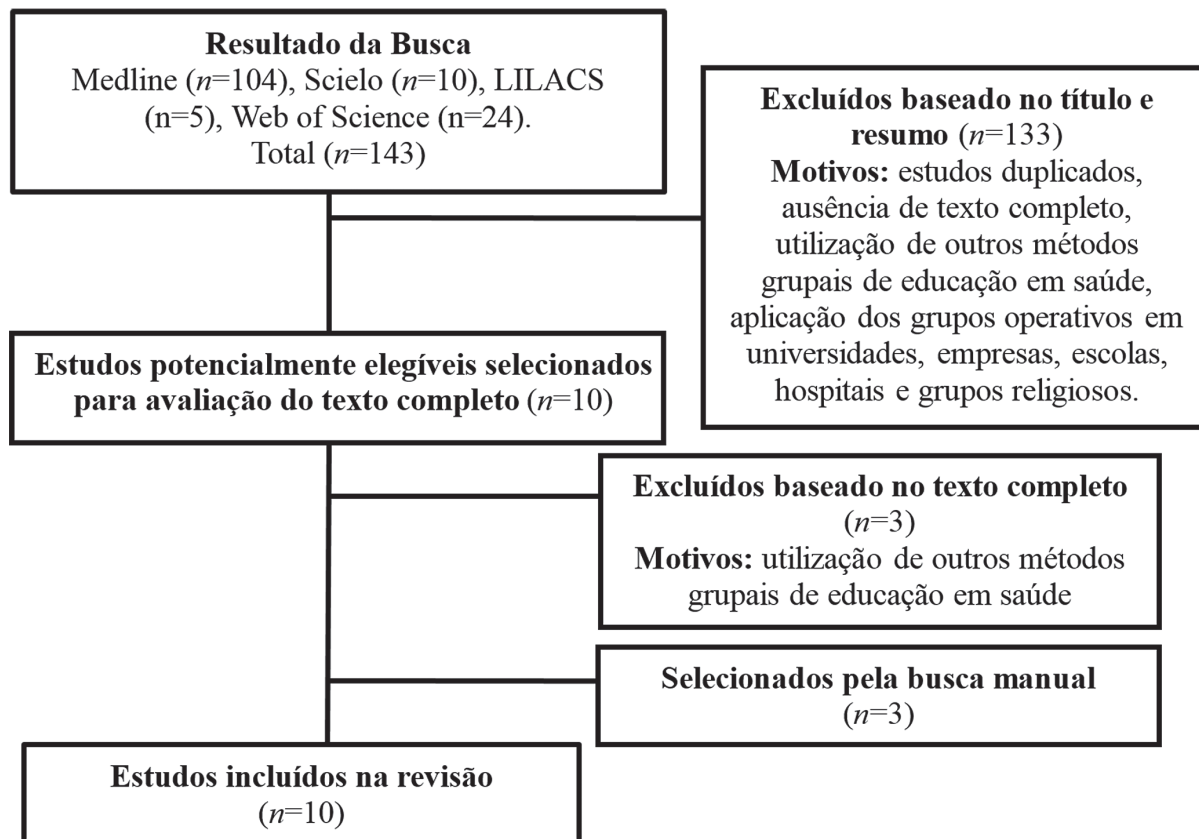 Resultado da Busca
Medline (n=104), Scielo (n=10), LILACS
(n=5), Web of Science (n=24).
Total (n=143)
Excluídos baseado no título e
resumo (n=133)
Motivos: estudos duplicados,
ausência de texto completo,
utilização de outros métodos
grupais de educação em saúde,
aplicação dos grupos operativos em
universidades, empresas, escolas,
hospitais e grupos religiosos.
Estudos potencialmente elegíveis selecionados
para avaliação do texto completo (n=10)
Excluídos baseado no texto completo
(n=3)
Motivos: utilização de outros métodos
grupais de educação em saúde
Selecionados pela busca manual
(n=3)
Estudos incluídos na revisão
(n=10)